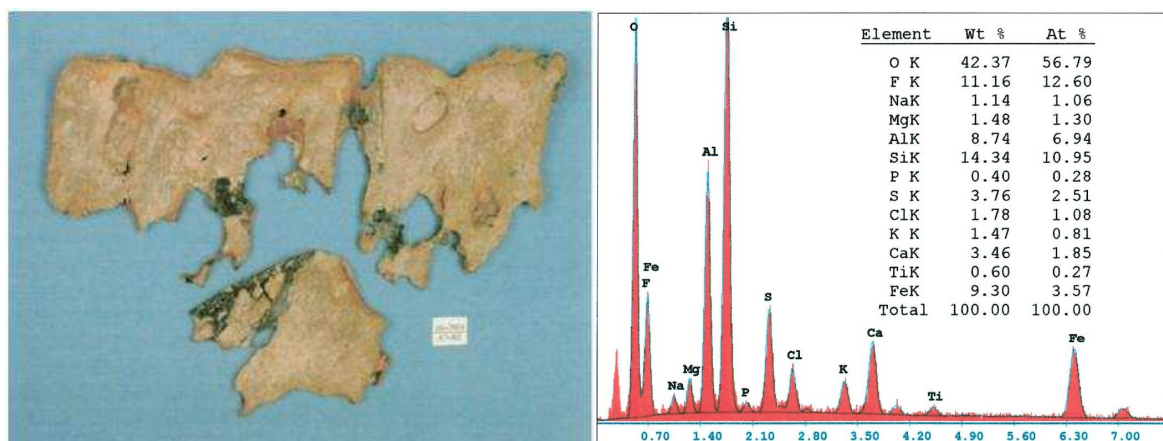 O
Si
Al
Fe
F
S
Ca
Cl
Fe
Mg
K
Na
P
Ti
Element Wt % At %
O K 42.37 56.79
F K 11.16 12.60
NaK 1.14 1.06
MgK 1.48 1.30
AlK 8.74 6.94
SiK 14.34 10.95
P K 0.40 0.28
S K 3.76 2.51
ClK 1.78 1.08
K K 1.47 0.81
CaK 3.46 1.85
TiK 0.60 0.27
FeK 9.30 3.57
Total 100.00 100.00
0.70 1.40 2.10 2.80 3.50 4.20 4.90 5.60 6.30 7.00